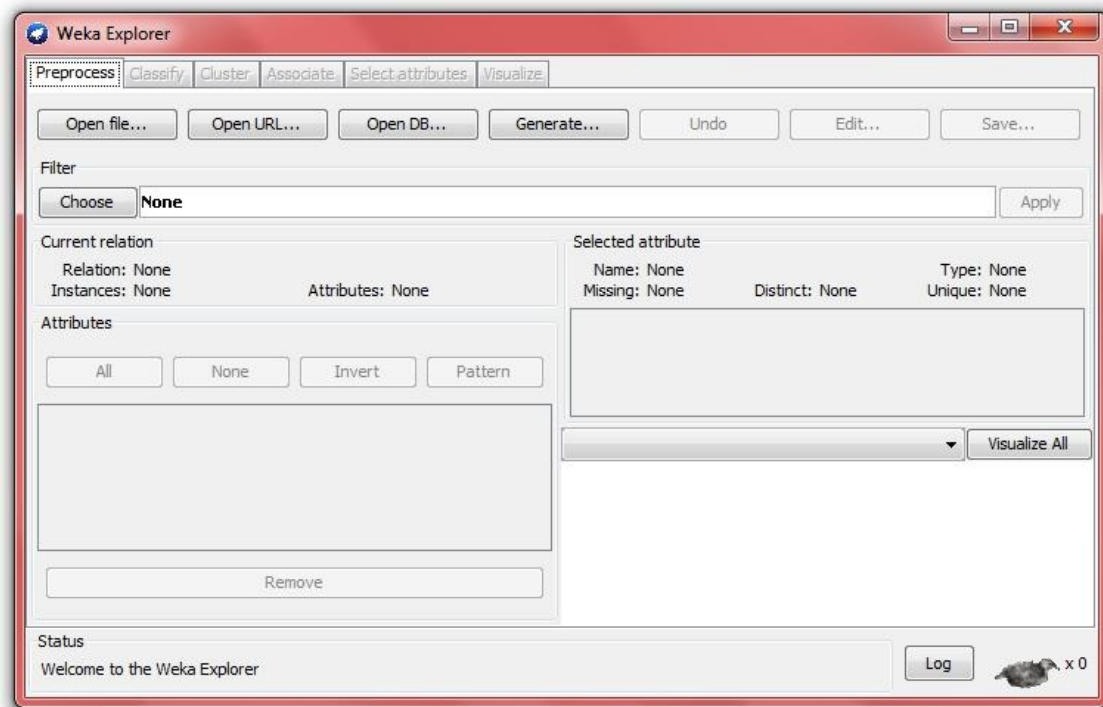 Weka Explorer
Preprocess Classify Cluster Associate Select attributes Visualize
Open file... Open URL... Open DB... Generate... Undo Edit... Save...
Filter
Choose None Apply
Current relation
Relation: None
Instances: None Attributes: None
Selected attribute
Name: None Type: None
Missing: None Distinct: None Unique: None
Attributes
All None Invert Pattern
Remove
Visualize All
Status
Welcome to the Weka Explorer
Log x 0